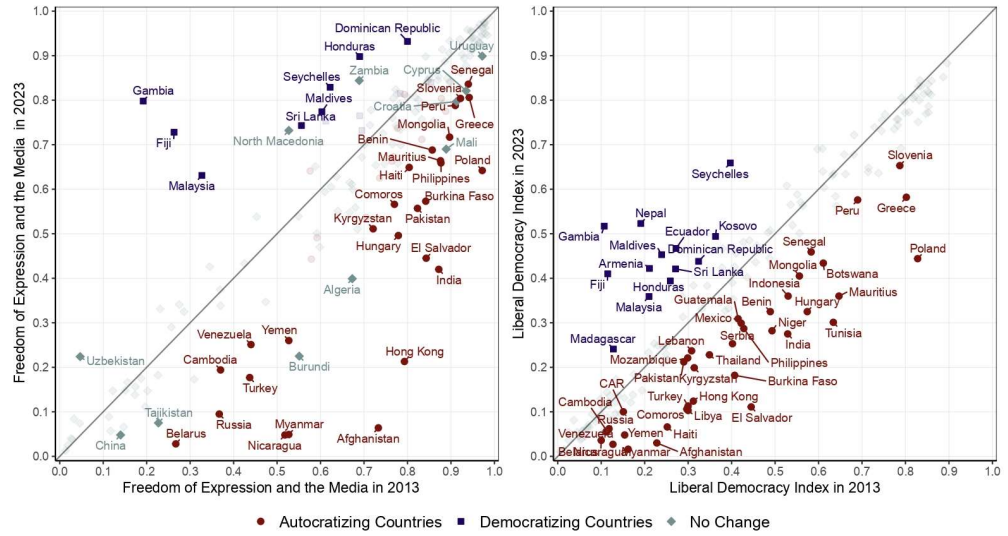 Freedom of Expression and the Media in 2023
1.0
0.9
0.8
0.7
0.6
0.5
0.4
0.3
0.2
0.1
0.0
Dominican Republic
Honduras
Uruguay
Zambia
Cyprus
Senegal
Seychelles
Slovenia
Gambia
Maldives
Croatia
Peru
Sri Lanka
Mongolia
Greece
Fiji
North Macedonia
Benin
Mali
Mauritius
Poland
Malaysia
Haiti
Philippines
Comoros
Burkina Faso
Kyrgyzstan
Pakistan
Hungary
El Salvador
India
Algeria
Venezuela
Yemen
Uzbekistan
Cambodia
Burundi
Hong Kong
Turkey
Tajikistan
Russia
China
Belarus
Myanmar
Nicaragua
Afghanistan
0.0 0.1 0.2 0.3 0.4 0.5 0.6 0.7 0.8 0.9 1.0
Freedom of Expression and the Media in 2013
Liberal Democracy Index in 2023
1.0
0.9
0.8
0.7
0.6
0.5
0.4
0.3
0.2
0.1
0.0
Slovenia
Seychelles
Peru
Greece
Nepal
Gambia
Ecuador
Kosovo
Maldives
Dominican Republic
Senegal
Poland
Armenia
Sri Lanka
Mongolia
Botswana
Fiji
Honduras
Indonesia
Malaysia
Guatemala
Benin
Hungary
Mauritius
Mexico
Niger
Tunisia
Madagascar
Lebanon
Serbia
India
Mozambique
Thailand
Philippines
Pakistan
Kyrgyzstan
Burkina Faso
CAR
Cambodia
Turkey
Hong Kong
Russia
Comoros
Libya
El Salvador
Venezuela
Yemen
Haiti
Belarus
Nicaragua
Myanmar
Afghanistan
0.0 0.1 0.2 0.3 0.4 0.5 0.6 0.7 0.8 0.9 1.0
Liberal Democracy Index in 2013
Autocratizing Countries
Democratizing Countries
No Change